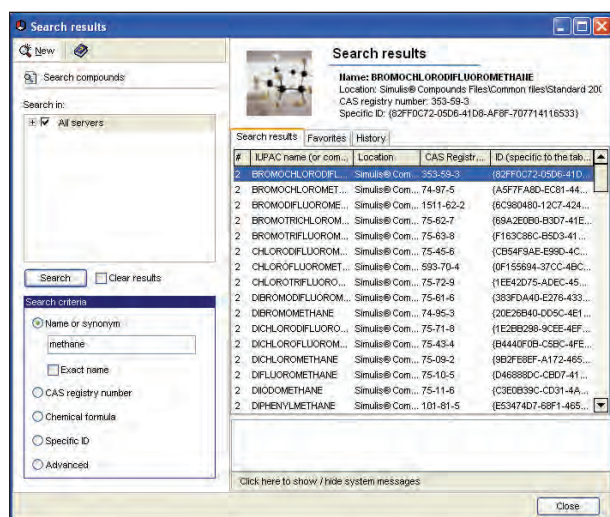 Search results
New
Search compounds
Search in:
All servers
Search
Clear results
Search criteria
Name or synonym
methane
Exact name
CAS registry number
Chemical formula
Specific ID
Advanced
Search results
Name: BROMOCHLORODIFLUOROMETHANE
Location: Simulis® Compounds Files\Common files\Standard 200
CAS registry number: 353-59-3
Specific ID: {82FF0C72-05D6-41D8-AF8F-707714116533}
Search results Favorites History
# IUPAC name (or com... Location CAS Registr... ID (specific to the tab...
2 BROMOCHLORODIFL... Simulis® Com... 353-59-3 {82FF0C72-05D6-41D...
2 BROMOCHLOROMET... Simulis® Com... 74-97-5 {A5F7FA8D-EC81-44...
2 BROMODIFLUOROME... Simulis® Com... 1511-62-2 {6C980480-12C7-424...
2 BROMOTRICHLOROM... Simulis® Com... 75-62-7 {69A2E0B0-B3D7-41E...
2 BROMOTRIFLUOROM... Simulis® Com... 75-63-8 {F163C86C-B5D3-41...
2 CHLORODIFLUOROM... Simulis® Com... 75-45-6 {CB54F9AE-E99D-4C...
2 CHLOROFLUOROMET... Simulis® Com... 593-70-4 {0F155694-37CC-4BC...
2 CHLOROTRIFLUORO... Simulis® Com... 75-72-9 {1EE42D75-ADEC-45...
2 DIBROMODIFLUOROM... Simulis® Com... 75-61-6 {383FDA40-E276-433...
2 DIBROMOMETHANE Simulis® Com... 74-95-3 {20E26B40-DD5C-4E1...
2 DICHLORODIFLUORO... Simulis® Com... 75-71-8 {1E2BB298-9CEE-4EF...
2 DICHLOROFLUOROM... Simulis® Com... 75-43-4 {B4440F0B-C5BC-4FE...
2 DICHLOROMETHANE Simulis® Com... 75-09-2 {9B2FE8EF-A172-465...
2 DIFLUOROMETHANE Simulis® Com... 75-10-5 {D46888DC-CBD7-41...
2 DIIODOMETHANE Simulis® Com... 75-11-6 {C3E0B39C-CD31-4A...
2 DIPHENYLMETHANE Simulis® Com... 101-81-5 {E53474D7-68F1-465...
Click here to show / hide system messages
Close